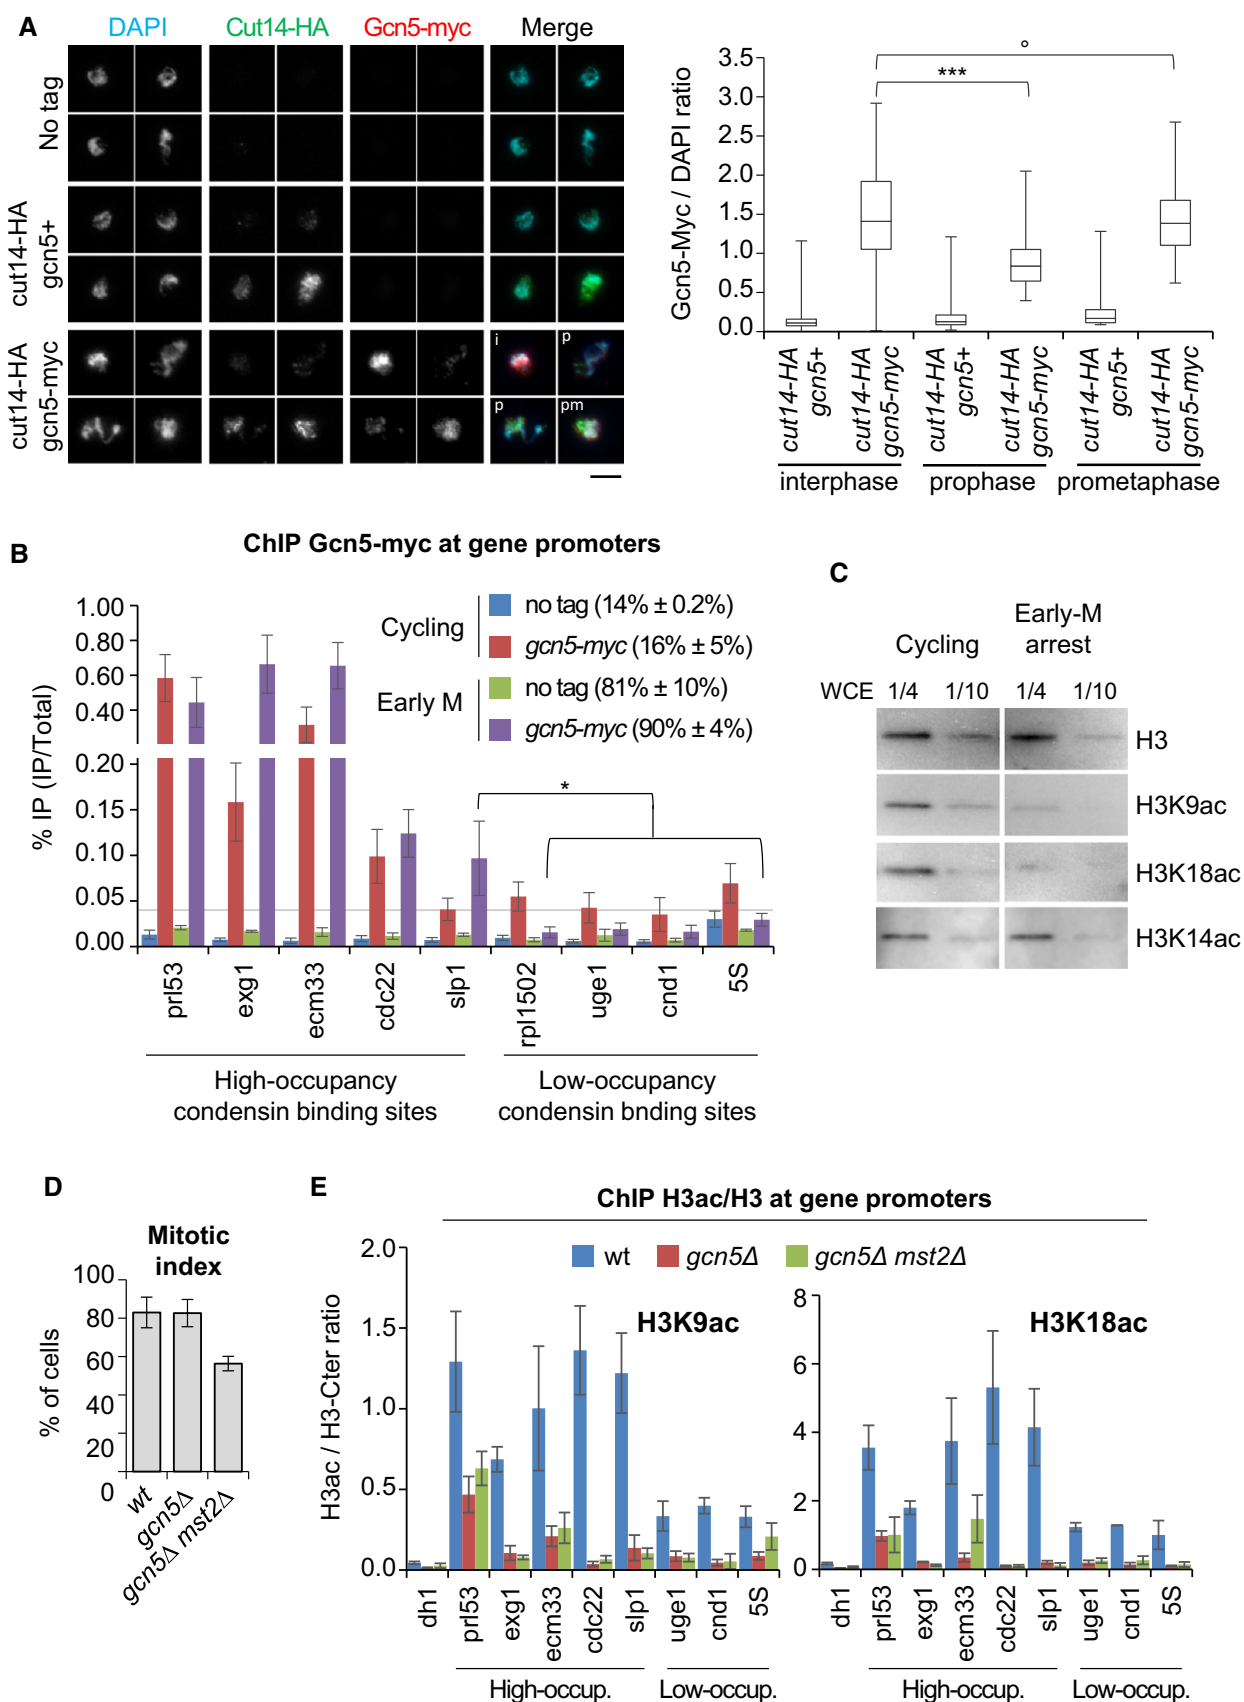 A
DAPI
Cut14-HA
Gcn5-myc
Merge
No tag
cut14-HA
gcn5+
cut14-HA
gcn5-myc
i
p
p
pm
Gcn5-Myc / DAPI ratio
3.5
3.0
2.5
2.0
1.5
1.0
0.5
0.0
***
°
cut14-HA
gcn5+
cut14-HA
gcn5-myc
cut14-HA
gcn5+
cut14-HA
gcn5-myc
cut14-HA
gcn5+
cut14-HA
gcn5-myc
interphase
prophase
prometaphase
B
ChIP Gcn5-myc at gene promoters
% IP (IP/Total)
1.00
0.80
0.60
0.40
0.20
0.15
0.10
0.05
0.00
Cycling
no tag (14% ± 0.2%)
gcn5-myc (16% ± 5%)
Early M
no tag (81% ± 10%)
gcn5-myc (90% ± 4%)
*
prl53
exg1
ecm33
cdc22
slp1
rpl1502
uge1
cnd1
5S
High-occupancy
condensin binding sites
Low-occupancy
condensin bnding sites
C
Cycling
Early-M
arrest
WCE 1/4 1/10 1/4 1/10
H3
H3K9ac
H3K18ac
H3K14ac
D
Mitotic
index
% of cells
100
80
60
40
20
0
wt
gcn5Δ
gcn5Δ mst2Δ
E
ChIP H3ac/H3 at gene promoters
wt
gcn5Δ
gcn5Δ mst2Δ
H3ac / H3-Cter ratio
2.0
1.5
1.0
0.5
0.0
H3K9ac
dh1
prl53
exg1
ecm33
cdc22
slp1
uge1
cnd1
5S
High-occup.
Low-occup.
8
6
4
2
0
H3K18ac
dh1
prl53
exg1
ecm33
cdc22
slp1
uge1
cnd1
5S
High-occup.
Low-occup.